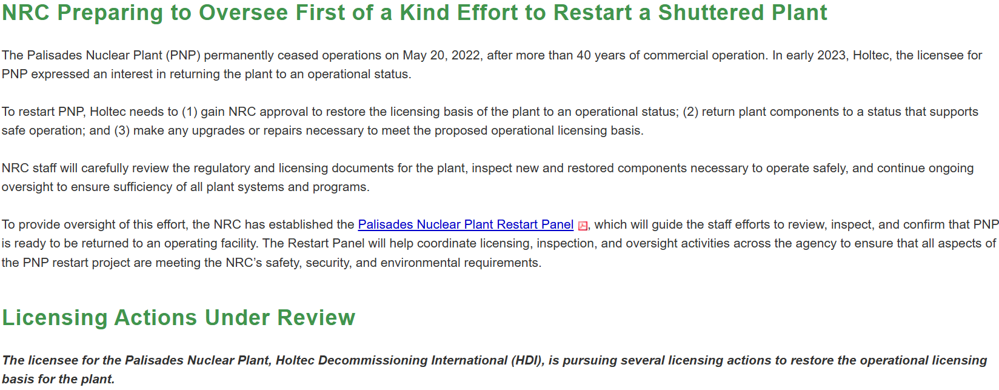 NRC Preparing to Oversee First of a Kind Effort to Restart a Shuttered Plant
The Palisades Nuclear Plant (PNP) permanently ceased operations on May 20, 2022, after more than 40 years of commercial operation. In early 2023, Holtec, the licensee for
PNP expressed an interest in returning the plant to an operational status.
To restart PNP, Holtec needs to (1) gain NRC approval to restore the licensing basis of the plant to an operational status; (2) return plant components to a status that supports
safe operation; and (3) make any upgrades or repairs necessary to meet the proposed operational licensing basis.
NRC staff will carefully review the regulatory and licensing documents for the plant, inspect new and restored components necessary to operate safely, and continue ongoing
oversight to ensure sufficiency of all plant systems and programs.
To provide oversight of this effort, the NRC has established the Palisades Nuclear Plant Restart Panel , which will guide the staff efforts to review, inspect, and confirm that PNP
is ready to be returned to an operating facility. The Restart Panel will help coordinate licensing, inspection, and oversight activities across the agency to ensure that all aspects of
the PNP restart project are meeting the NRC’s safety, security, and environmental requirements.
Licensing Actions Under Review
The licensee for the Palisades Nuclear Plant, Holtec Decommissioning International (HDI), is pursuing several licensing actions to restore the operational licensing
basis for the plant.